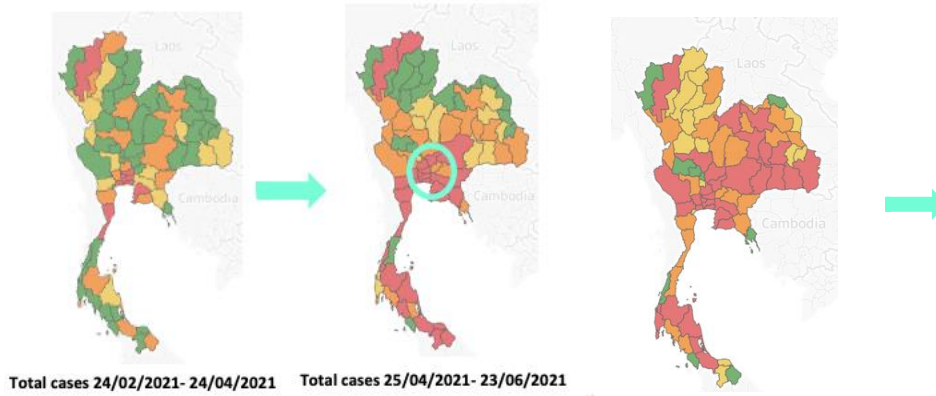 Laos
Cambodia
Laos
Cambodia
Laos
Cambodia
Total cases 24/02/2021- 24/04/2021
Total cases 25/04/2021- 23/06/2021